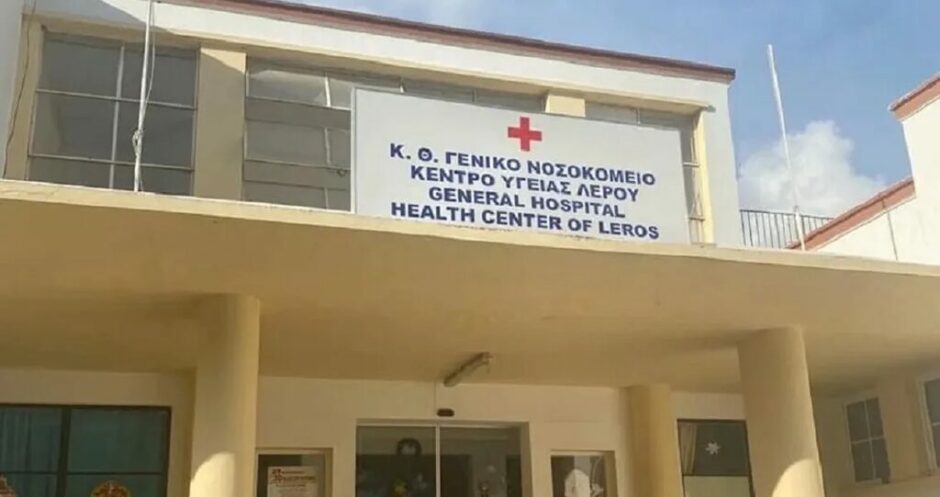 Κ. Θ. ΓΕΝΙΚΟ ΝΟΣΟΚΟΜΕΙΟ
ΚΕΝΤΡΟ ΥΓΕΙΑΣ ΛΕΡΟΥ
GENERAL HOSPITAL
HEALTH CENTER OF LEROS